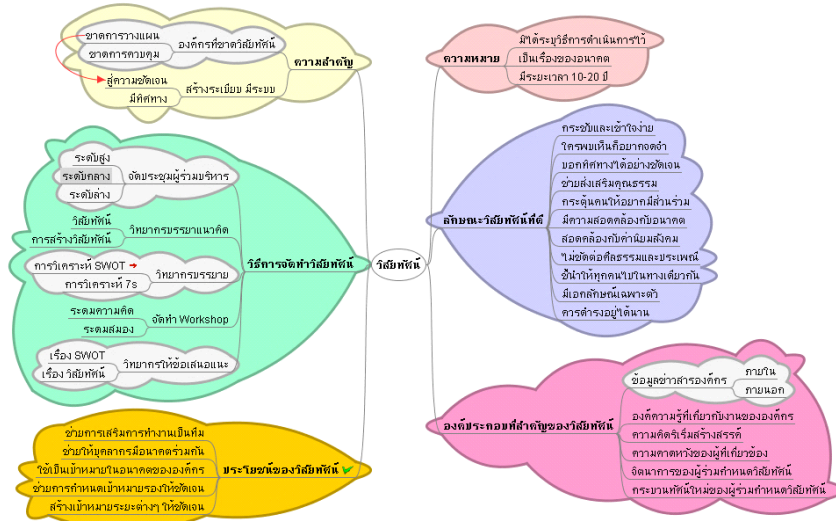 วิสัยทัศน์
ความสำคัญ
องค์กรที่ขาดวิสัยทัศน์
ขาดการวางแผน
ขาดการควบคุม
สร้างระเบียบ มีระบบ
สู่ความชัดเจน
มีทิศทาง
วิธีการจัดทำวิสัยทัศน์
จัดประชุมผู้ร่วมบริหาร
ระดับสูง
ระดับกลาง
ระดับล่าง
วิทยากรบรรยายแนวคิด
วิสัยทัศน์
การสร้างวิสัยทัศน์
วิทยากรบรรยาย
การวิเคราะห์ SWOT
การวิเคราะห์ 7s
จัดทำ Workshop
ระดมความคิด
ระดมสมอง
วิทยากรให้ข้อเสนอแนะ
เรื่อง SWOT
เรื่อง วิสัยทัศน์
ประโยชน์ของวิสัยทัศน์
ช่วยการเสริมการทำงานเป็นทีม
ช่วยให้บุคลากรมีอนาคตร่วมกัน
ใช้เป็นเป้าหมายในอนาคตขององค์กร
ช่วยการกำหนดเป้าหมายรองให้ชัดเจน
สร้างเป้าหมายระยะต่างๆ ให้ชัดเจน
ความหมาย
มิได้ระบุวิธีการดำเนินการไว้
เป็นเรื่องของอนาคต
มีระยะเวลา 10-20 ปี
ลักษณะวิสัยทัศน์ที่ดี
กระชับและเข้าใจง่าย
ใครพบเห็นก็อยากจดจำ
บอกทิศทางได้อย่างชัดเจน
ช่วยส่งเสริมคุณธรรม
กระตุ้นคนให้อยากมีส่วนร่วม
มีความสอดคล้องกับอนาคต
สอดคล้องกับค่านิยมสังคม
ไม่ขัดต่อศีลธรรมและประเพณี
ชี้นำให้ทุกคนไปในทางเดียวกัน
มีเอกลักษณ์เฉพาะตัว
ควรดำรงอยู่ได้นาน
องค์ประกอบที่สำคัญของวิสัยทัศน์
ข้อมูลข่าวสารองค์กร
ภายใน
ภายนอก
องค์ความรู้ที่เกี่ยวกับงานขององค์กร
ความคิดริเริ่มสร้างสรรค์
ความคาดหวังของผู้ที่เกี่ยวข้อง
จิตนาการของผู้ร่วมกำหนดวิสัยทัศน์
กระบวนทัศน์ใหม่ของผู้ร่วมกำหนดวิสัยทัศน์